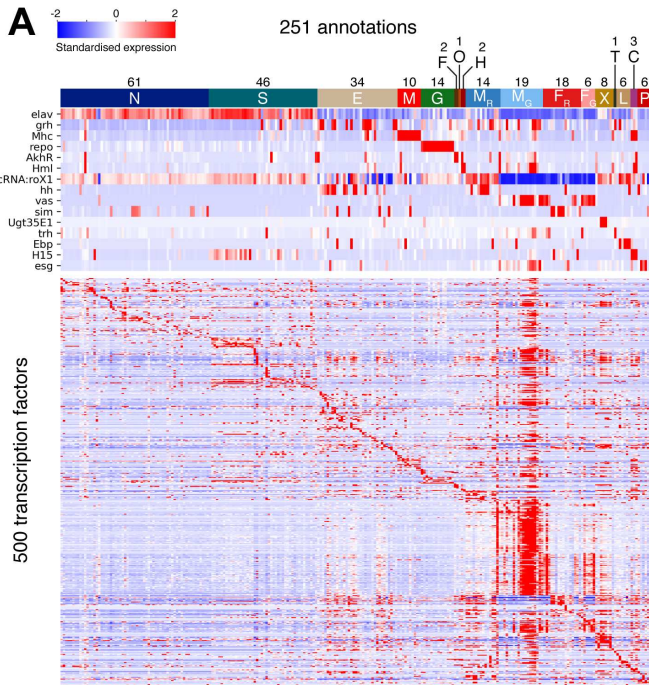 A
-2 0 2
Standardised expression
251 annotations
2 1 2 1 3
F O H T C
61 46 34 10 14 14 19 18 6 8 6 6
N S E M G MR MG FR FG X L P
elav
grh
Mhc
repo
AkhR
Hml
cRNA:roX1
hh
vas
sim
Ugt35E1
trh
Ebp
H15
esg
500 transcription factors